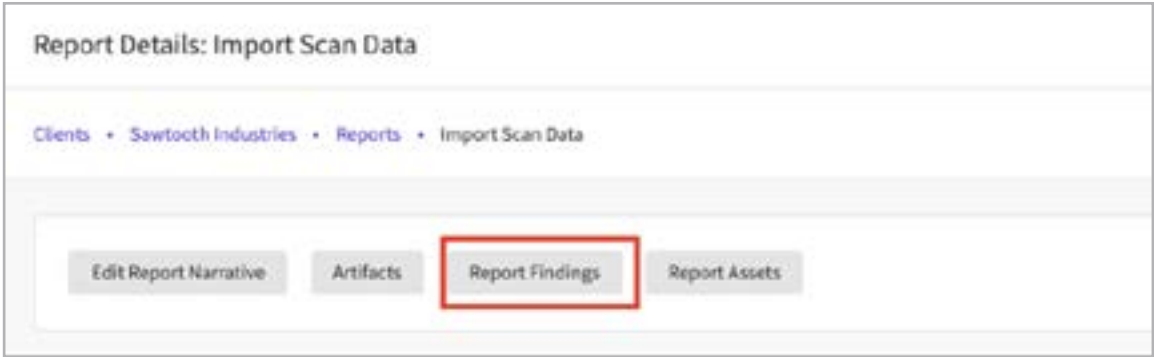 Report Details: Import Scan Data
Clients • Sawtooth Industries • Reports • Import Scan Data
Edit Report Narrative Artifacts Report Findings Report Assets